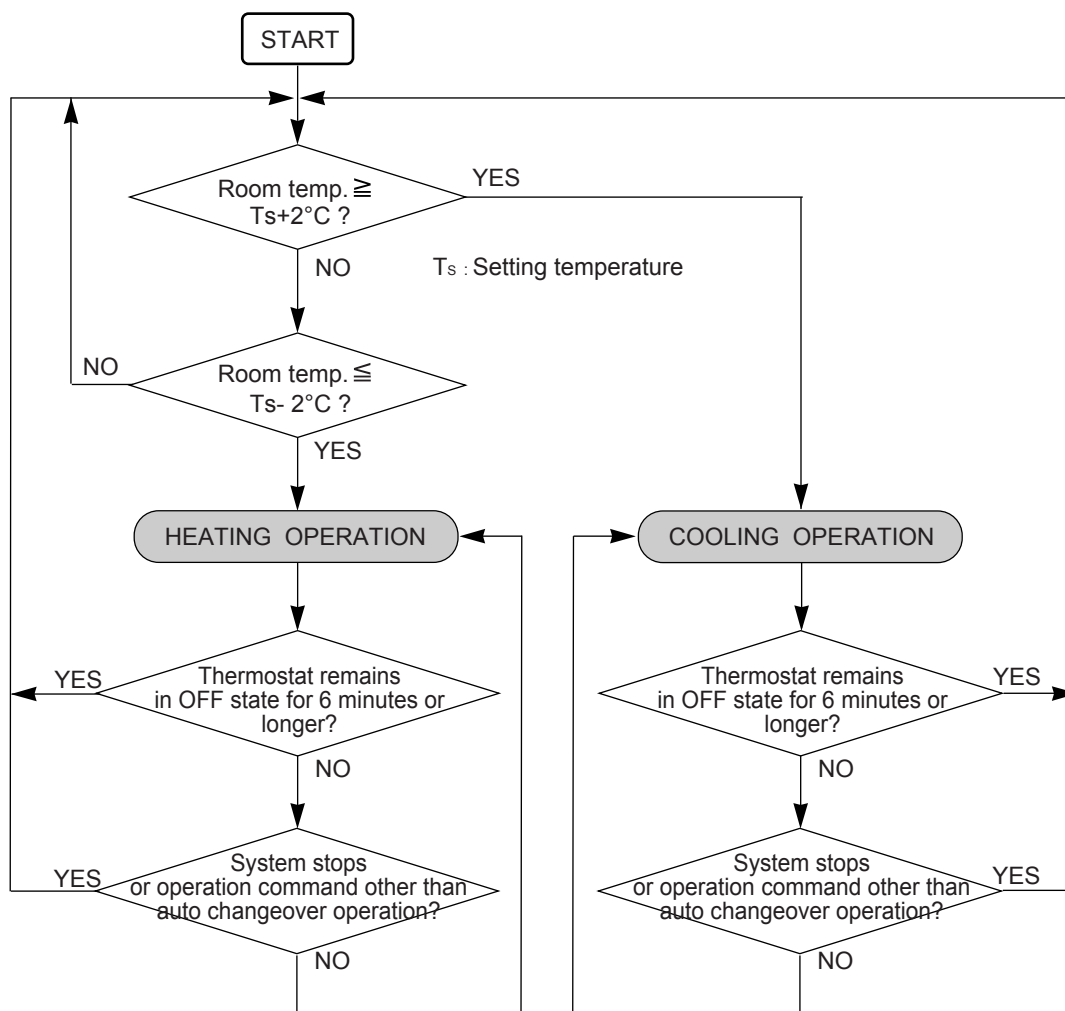 START
Room temp. ≧
Ts+2°C ?
YES
NO
Ts : Setting temperature
NO
Room temp. ≦
Ts- 2°C ?
YES
HEATING OPERATION
COOLING OPERATION
YES
Thermostat remains
in OFF state for 6 minutes or
longer?
NO
Thermostat remains
in OFF state for 6 minutes or
longer?
YES
NO
YES
System stops
or operation command other than
auto changeover operation?
NO
System stops
or operation command other than
auto changeover operation?
YES
NO